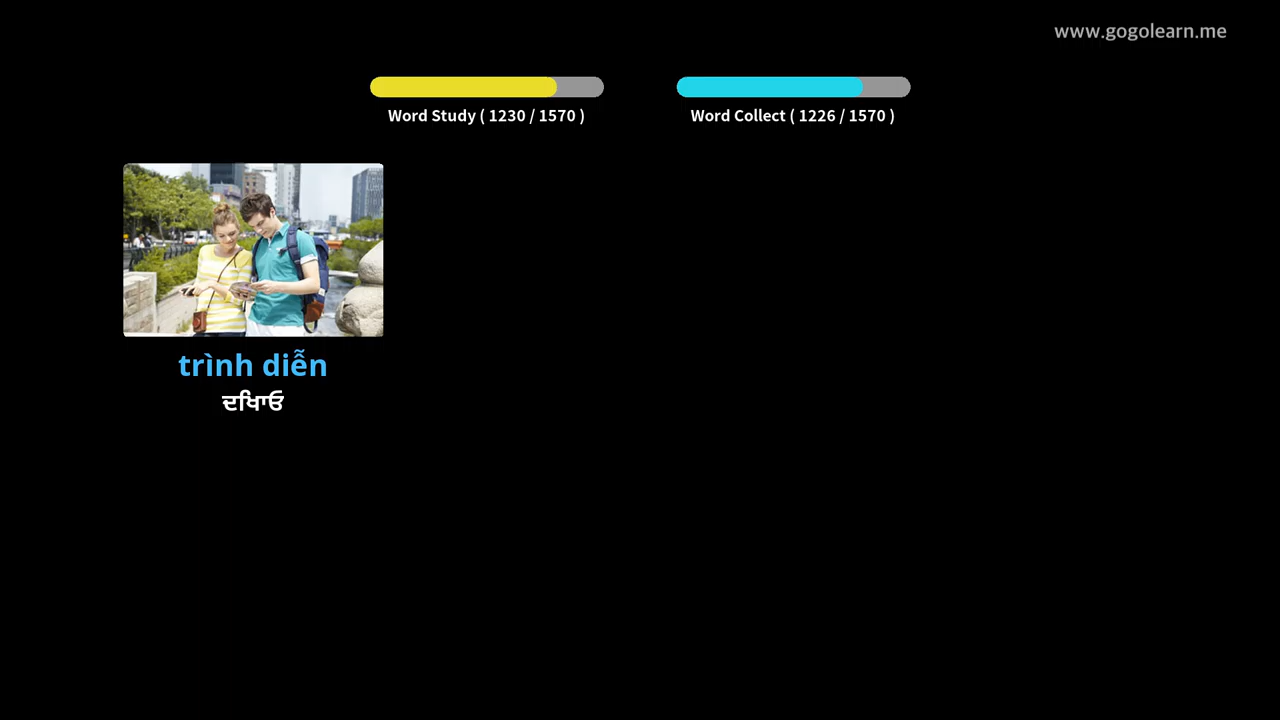 www.gogolearn.me
Word Study ( 1230 / 1570 )
Word Collect ( 1226 / 1570 )
trình diễn
ਦਖਿਾਓ